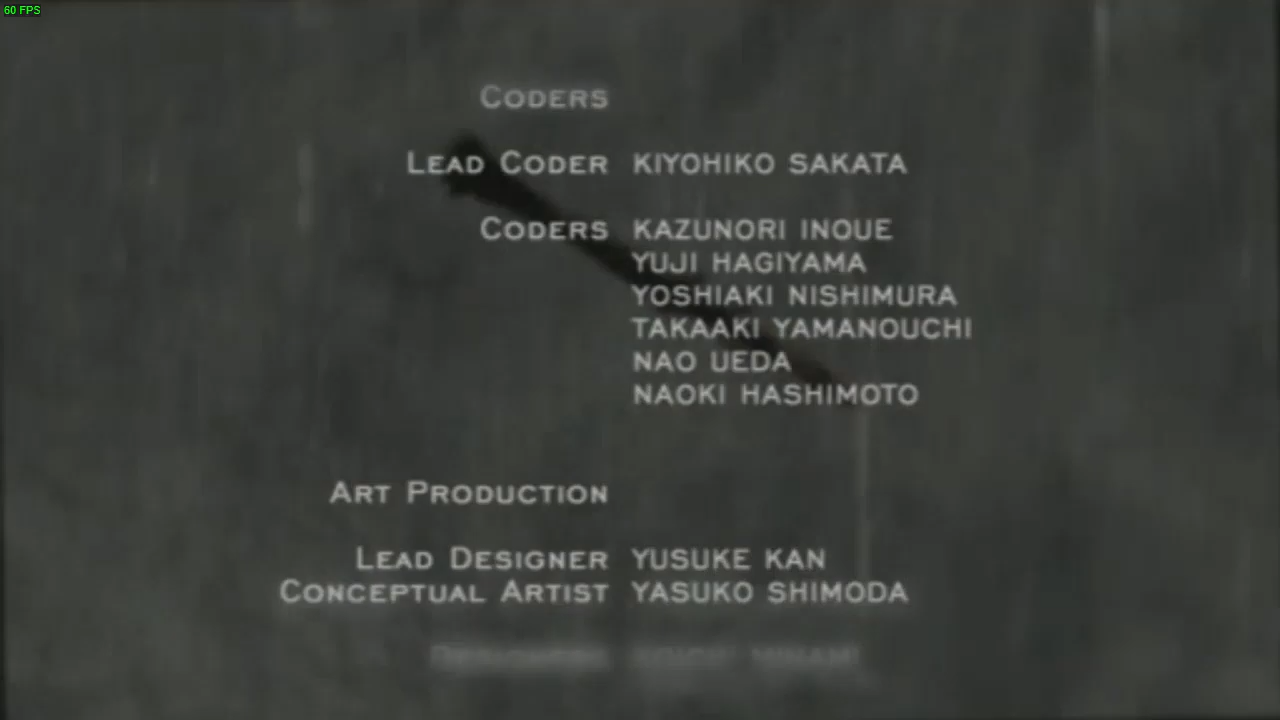 60 FPS
CODERS
LEAD CODER KIYOHIKO SAKATA
CODERS KAZUNORI INOUE
YUJI HAGIYAMA
YOSHIAKI NISHIMURA
TAKAAKI YAMANOUCHI
NAO UEDA
NAOKI HASHIMOTO
ART PRODUCTION
LEAD DESIGNER YUSUKE KAN
CONCEPTUAL ARTIST YASUKO SHIMODA